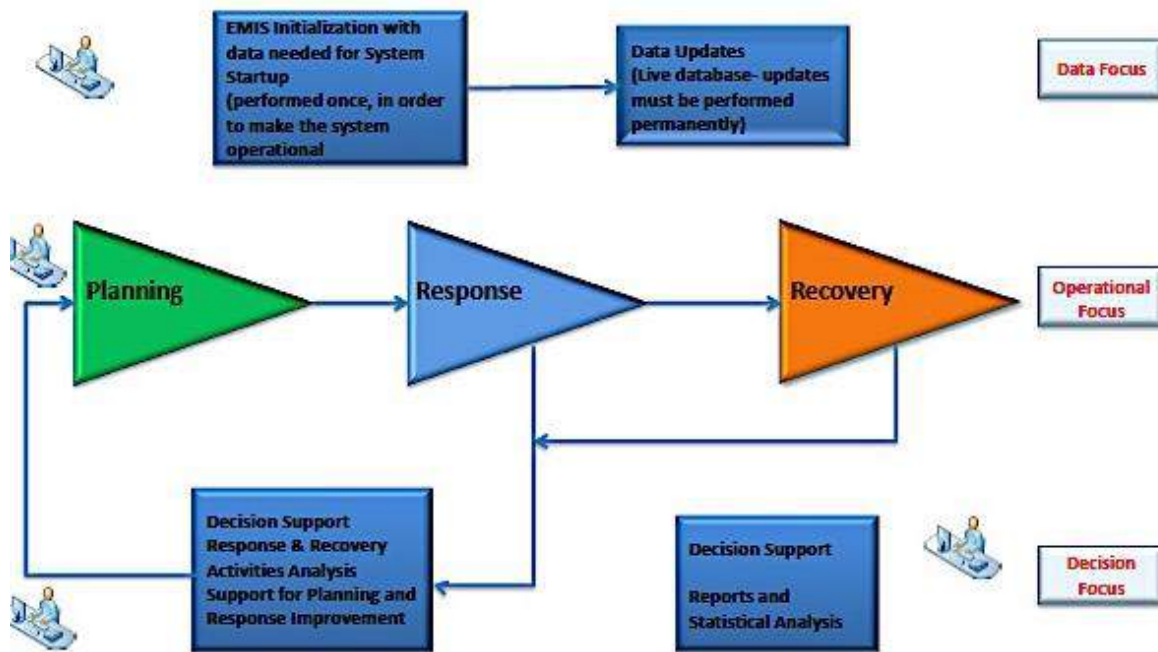 EMIS Initialization with
data needed for System
Startup
(performed once, in order
to make the system
operational
Data Updates
(Live database- updates
must be performed
permanently)
Data Focus
Planning
Response
Recovery
Operational
Focus
Decision Support
Response & Recovery
Activities Analysis
Support for Planning and
Response Improvement
Decision Support
Reports and
Statistical Analysis
Decision
Focus